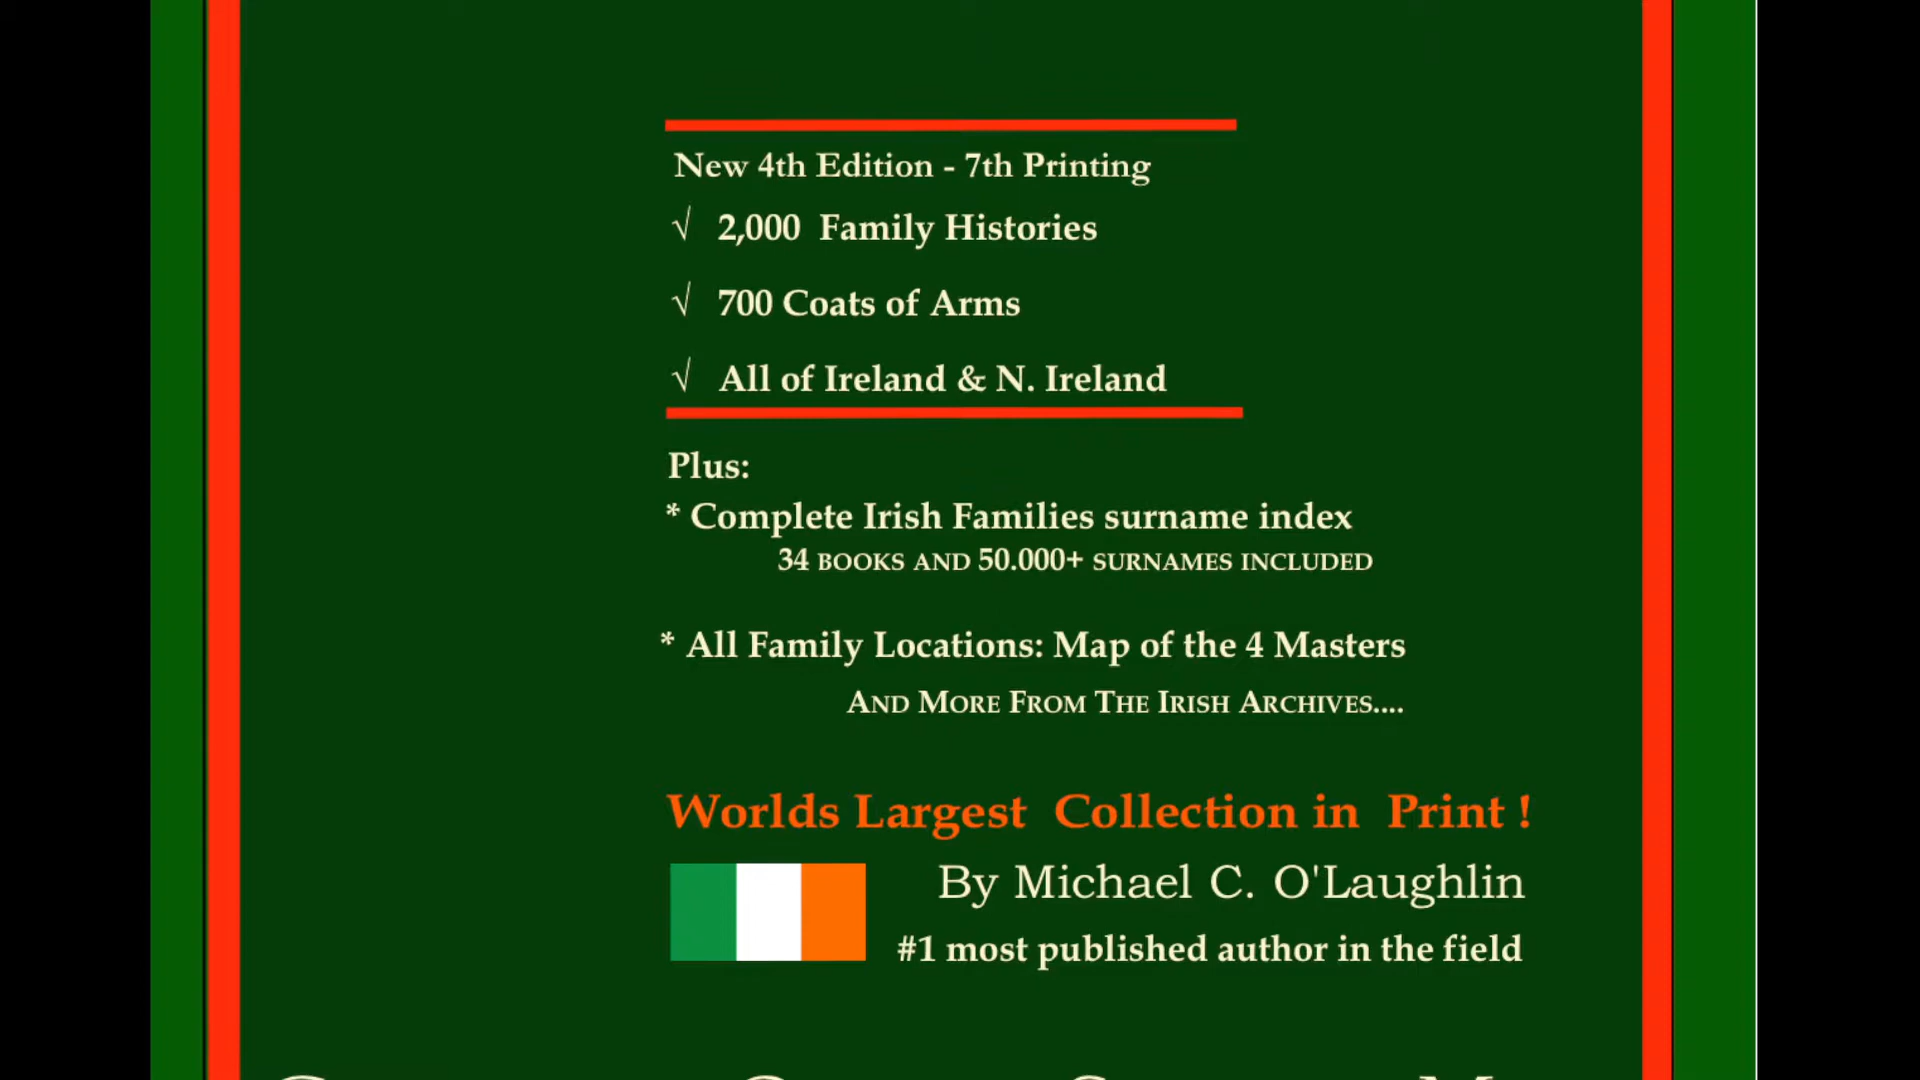 New 4th Edition - 7th Printing
√ 2,000 Family Histories
√ 700 Coats of Arms
√ All of Ireland & N. Ireland
Plus:
* Complete Irish Families surname index
34 BOOKS AND 50.000+ SURNAMES INCLUDED
* All Family Locations: Map of the 4 Masters
AND MORE FROM THE IRISH ARCHIVES....
Worlds Largest Collection in Print !
By Michael C. O'Laughlin
#1 most published author in the field